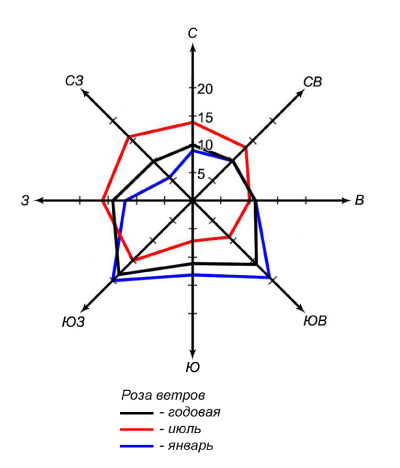 С
СЗ
СВ
20
15
10
5
З
В
ЮЗ
ЮВ
Ю
Роза ветров
- годовая
- июль
- январь